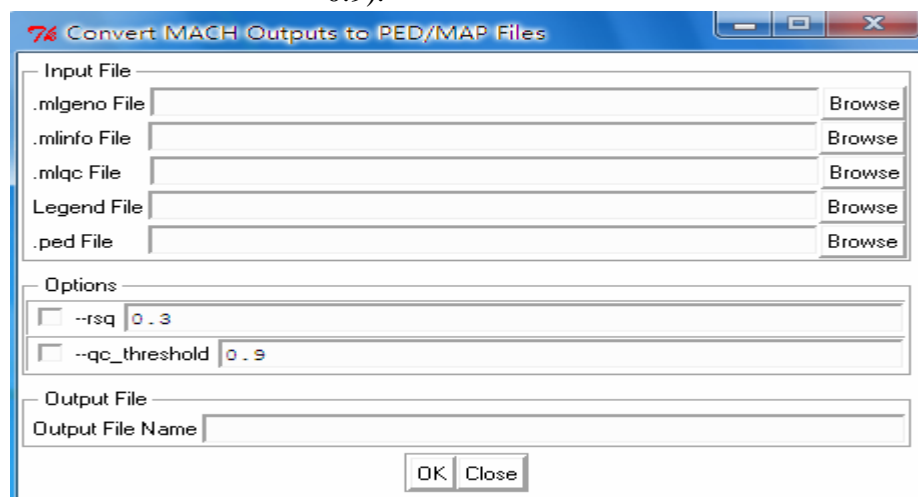 0.9).
Convert MACH Outputs to PED/MAP Files
Input File
.mlgeno File Browse
.mlinfo File Browse
.mlqc File Browse
Legend File Browse
.ped File Browse
Options
--rsq 0.3
--qc_threshold 0.9
Output File
Output File Name
OK Close